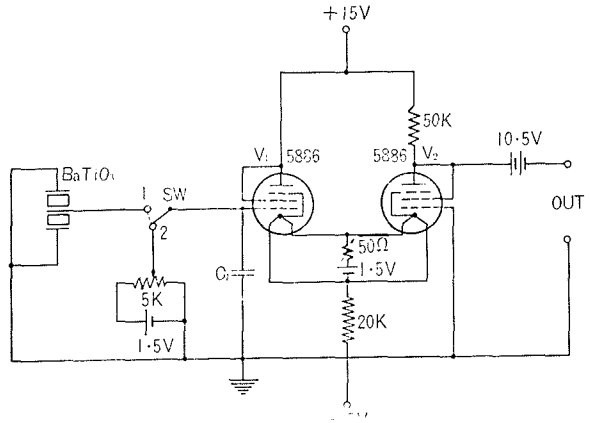 +15V
50K
10·5V
V₁ 5886
5886 V₂
BaTiO₃
1 SW
2
OUT
50Ω
1·5V
C₁
5K
1·5V
20K